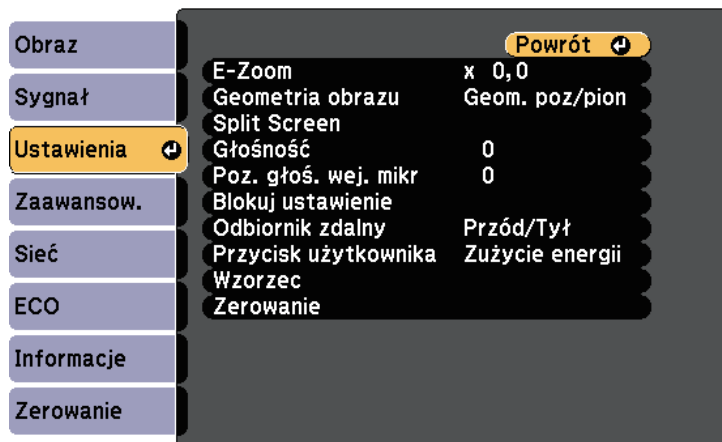 Obraz
Sygnał
Ustawienia
Zaawansow.
Sieć
ECO
Informacje
Zerowanie
Powrót
E-Zoom x 0,0
Geometria obrazu Geom. poz/pion
Split Screen
Głośność 0
Poz. głoś. wej. mikr 0
Blokuj ustawienie
Odbiornik zdalny Przód/Tył
Przycisk użytkownika Zużycie energii
Wzorzec
Zerowanie